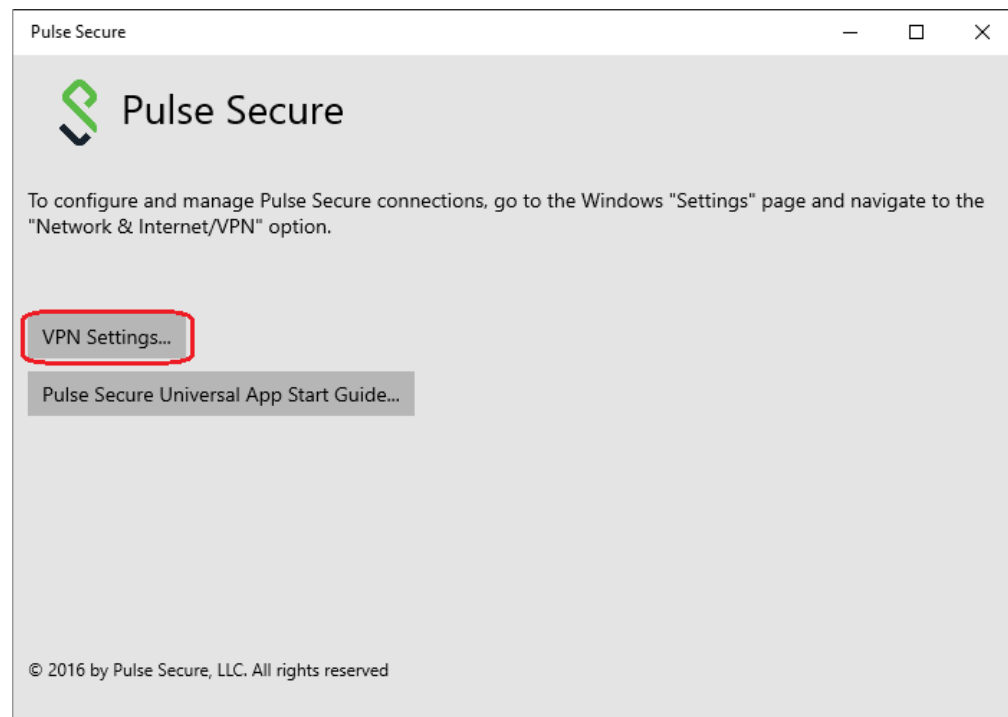 Pulse Secure
Pulse Secure
To configure and manage Pulse Secure connections, go to the Windows "Settings" page and navigate to the
"Network & Internet/VPN" option.
VPN Settings...
Pulse Secure Universal App Start Guide...
© 2016 by Pulse Secure, LLC. All rights reserved